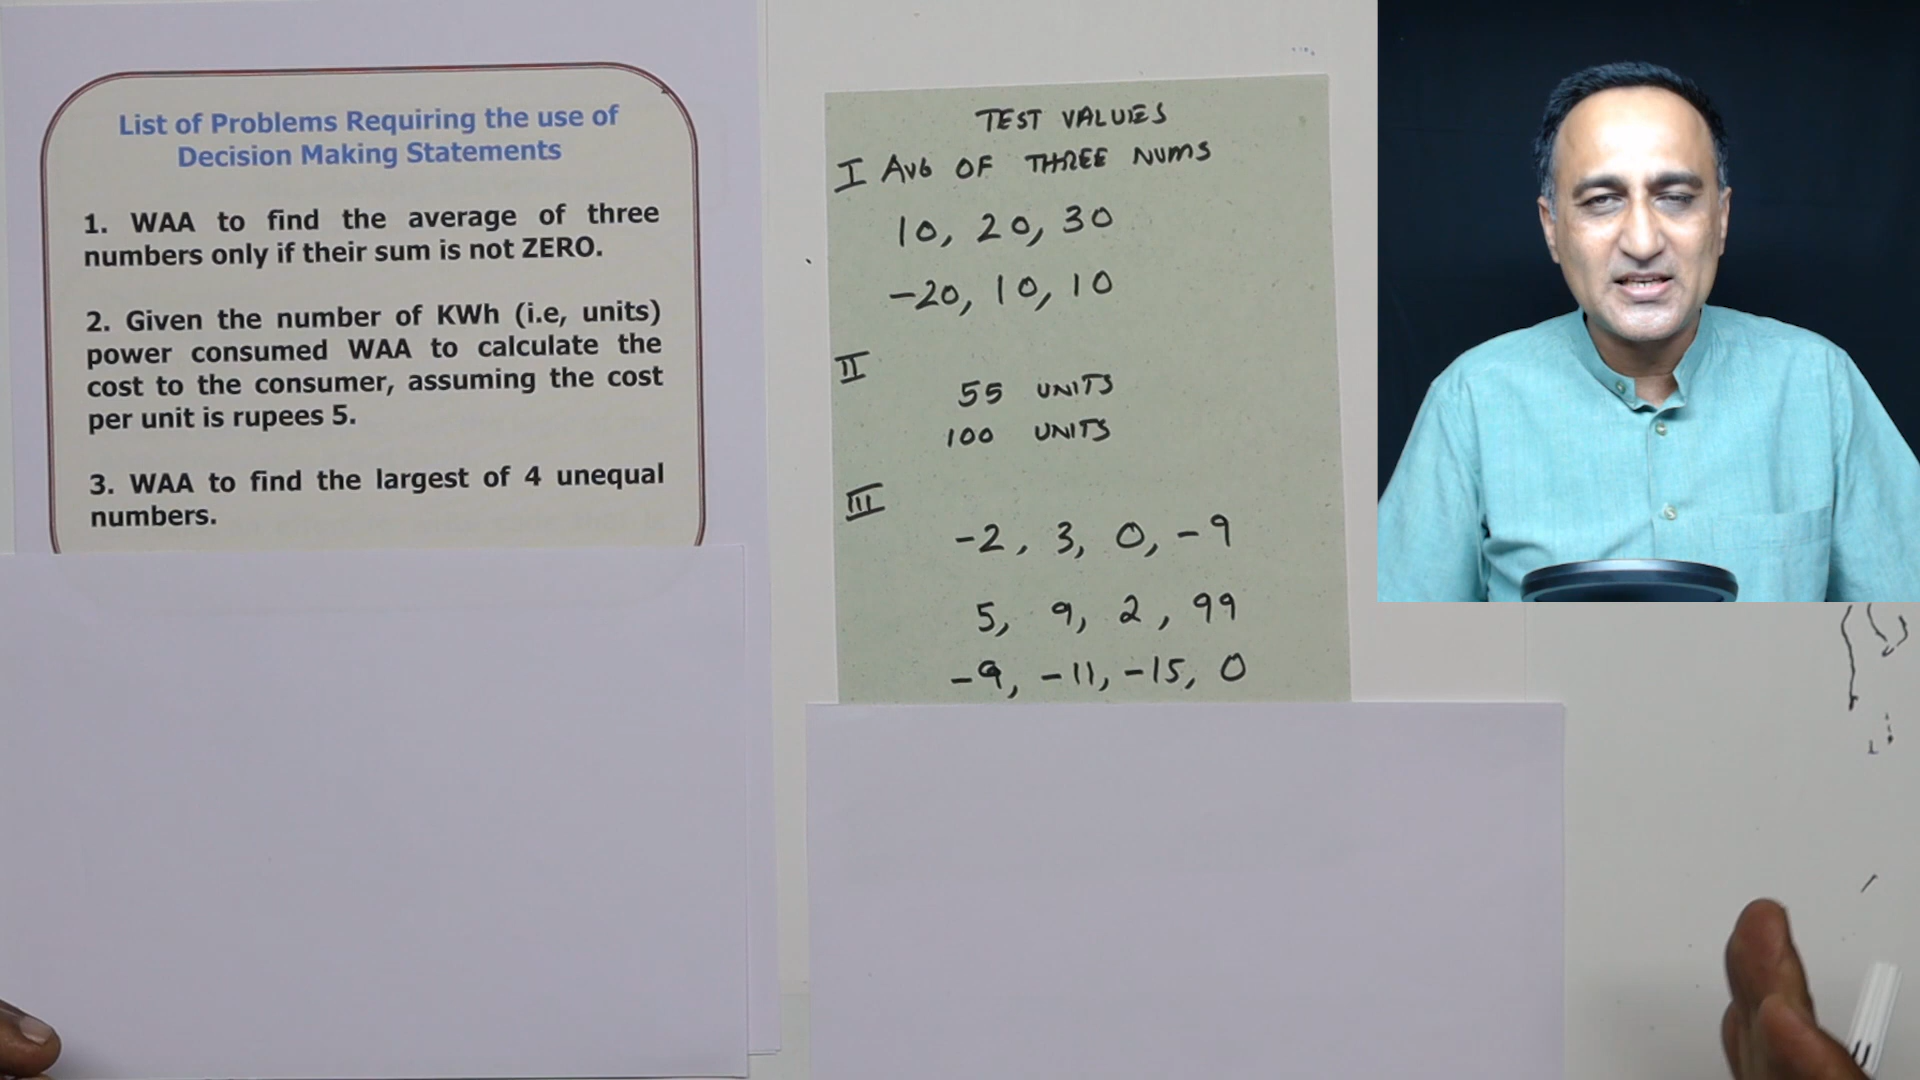 List of Problems Requiring the use of
Decision Making Statements
1. WAA to find the average of three
numbers only if their sum is not ZERO.
2. Given the number of KWh (i.e, units)
power consumed WAA to calculate the
cost to the consumer, assuming the cost
per unit is rupees 5.
3. WAA to find the largest of 4 unequal
numbers.
TEST VALUES
I AVG OF THREE NUMS
10, 20, 30
-20, 10, 10
II
55 UNITS
100 UNITS
III
-2, 3, 0, -9
5, 9, 2, 99
-9, -11, -15, 0